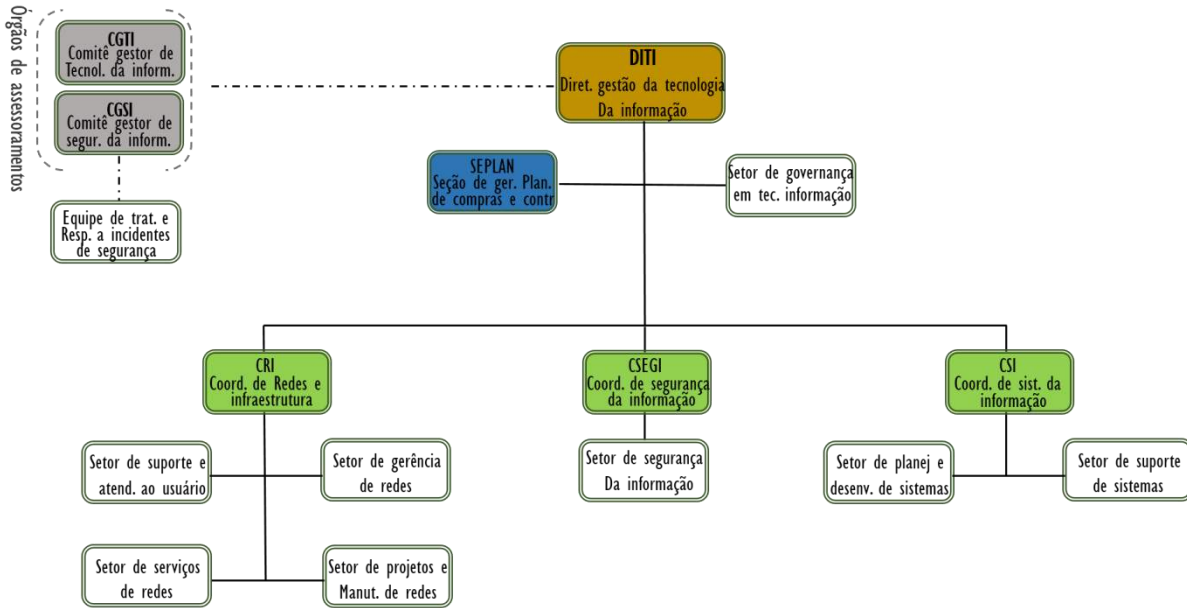 Órgãos de assessoramentos
CGTI
Comitê gestor de
Tecnol. da inform.
CGSI
Comitê gestor de
segur. da inform.
Equipe de trat. e
Resp. a incidentes
de segurança
DITI
Diret. gestão da tecnologia
Da informação
SEPLAN
Seção de ger. Plan.
de compras e contr
Setor de governança
em tec. informação
CRI
Coord. de Redes e
infraestrutura
CSEGI
Coord. de segurança
da informação
CSI
Coord. de sist. da
informação
Setor de suporte e
atend. ao usuário
Setor de gerência
de redes
Setor de segurança
Da informação
Setor de planej e
desenv. de sistemas
Setor de suporte
de sistemas
Setor de serviços
de redes
Setor de projetos e
Manut. de redes